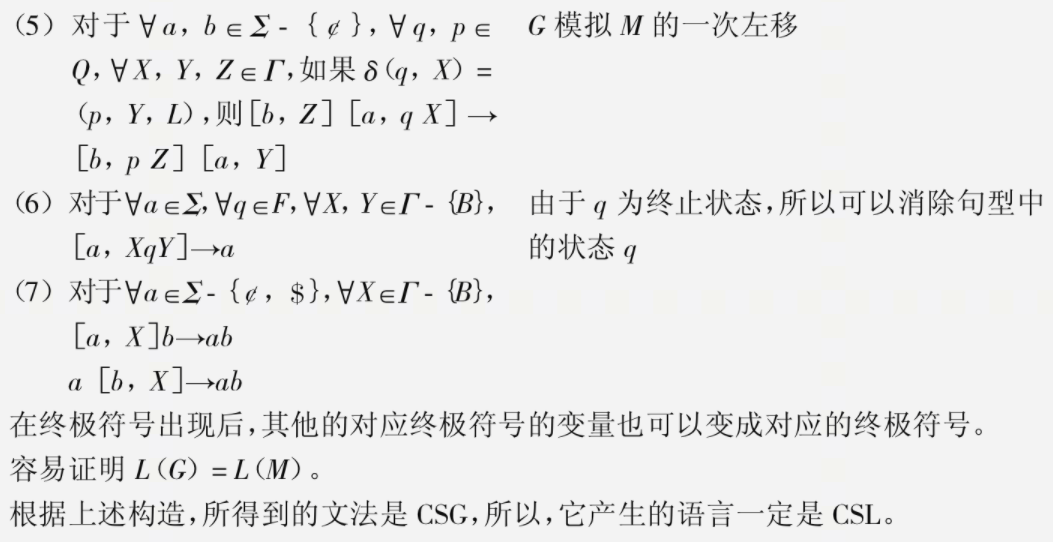 (5) 对于 ∀a, b∈Σ- {¢}, ∀q, p∈ G 模拟 M 的一次左移
Q, ∀X, Y, Z∈Γ,如果 δ(q, X) =
(p, Y, L),则[b, Z] [a, q X]→
[b, p Z] [a, Y]
(6) 对于∀a∈Σ,∀q∈F,∀X, Y∈Γ- {B}, 由于 q 为终止状态,所以可以消除句型中
[a, XqY]→a 的状态 q
(7) 对于∀a∈Σ- {¢, $},∀X∈Γ- {B},
[a, X]b→ab
a [b, X]→ab
在终极符号出现后,其他的对应终极符号的变量也可以变成对应的终极符号。
容易证明 L(G) =L(M)。
根据上述构造,所得到的文法是 CSG,所以,它产生的语言一定是 CSL。